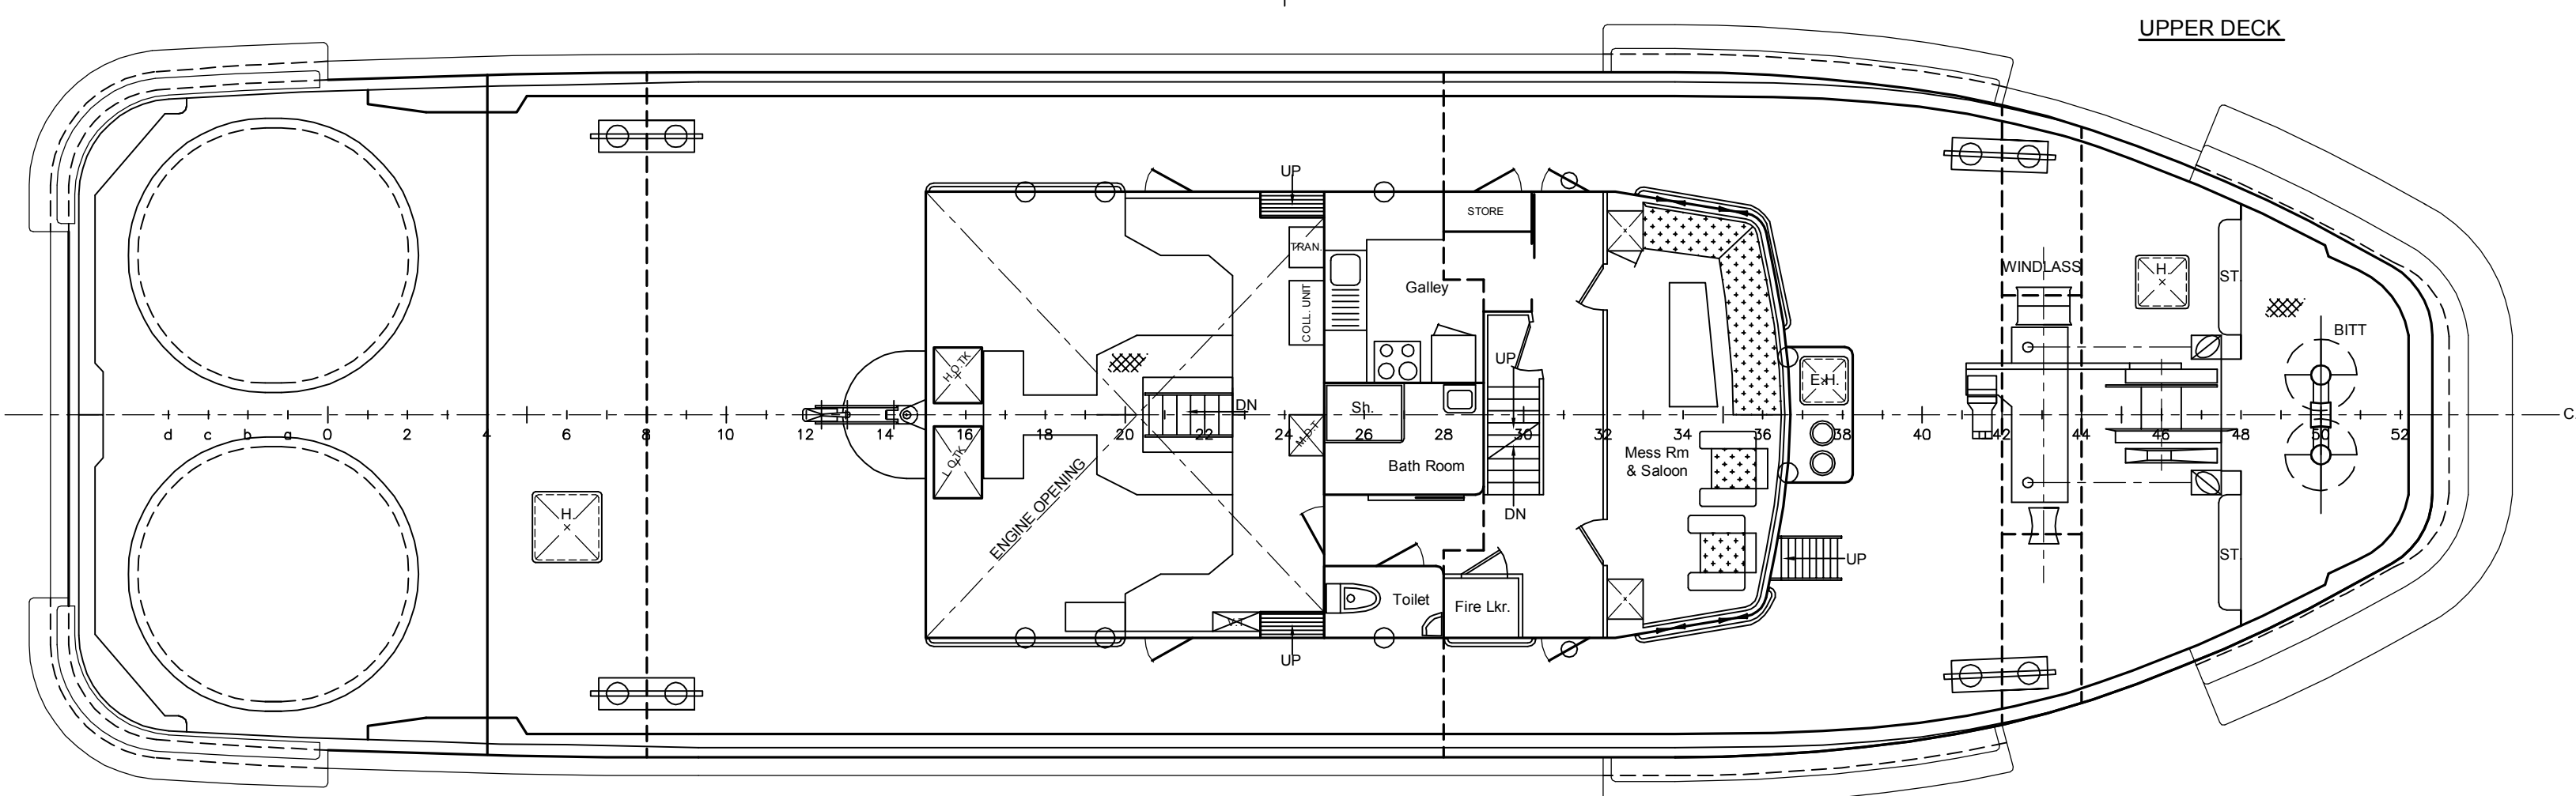 UPPER DECK
UP
STORE
TRAN.
WINDLASS
H.
ST.
Galley
COLL. UNIT
BITT
UP
H.O.TK
E.H.
DN
Sh.
C
d c b a 0 2 4 6 8 10 12 14 16 18 20 22 24 26 28 30 32 34 36 38 40 42 44 46 48 50 52
M.D.T
L.O.TK
Bath Room
Mess Rm
& Saloon
ENGINE OPENING
H.
DN
ST.
UP
Toilet
Fire Lkr.
V.T
UP